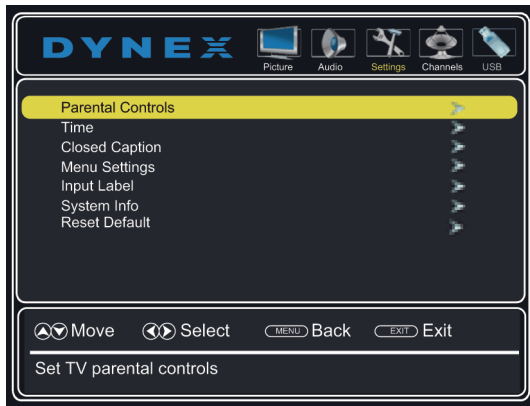 DYNEX
Picture Audio Settings Channels USB
Parental Controls
Time
Closed Caption
Menu Settings
Input Label
System Info
Reset Default
Move Select MENU Back EXIT Exit
Set TV parental controls